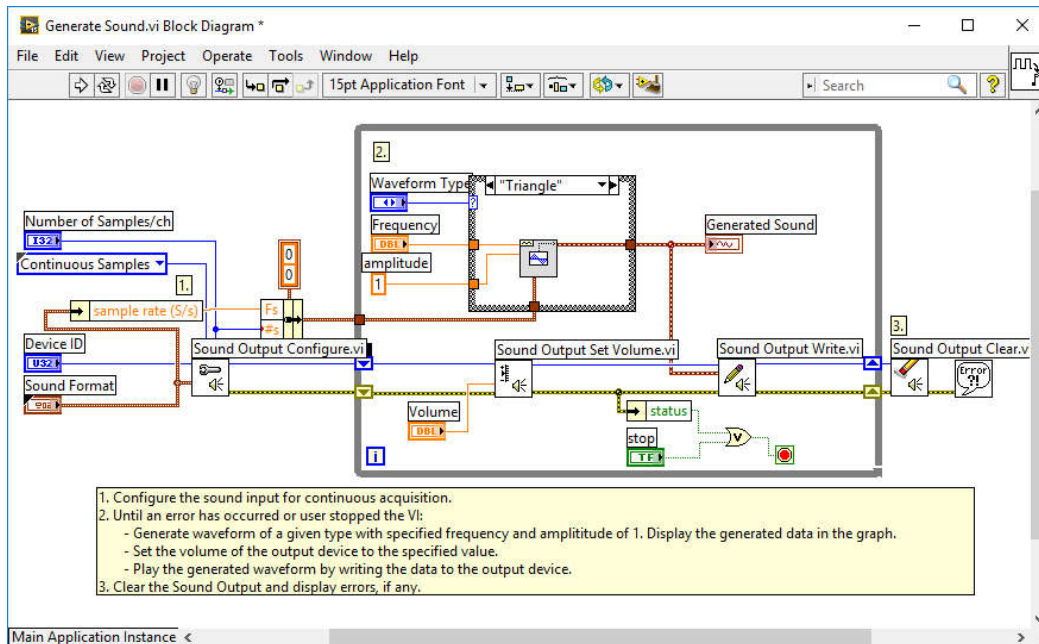 Generate Sound.vi Block Diagram *
File Edit View Project Operate Tools Window Help
15pt Application Font
Search
2.
Waveform Type
"Triangle"
Number of Samples/ch
I32
Frequency
DBL
Generated Sound
Continuous Samples
amplitude
1
0
0
1.
sample rate (S/s)
Fs
#s
3.
Device ID
U32
Sound Output Configure.vi
Sound Output Set Volume.vi
Sound Output Write.vi
Sound Output Clear.v
Error
?!
Sound Format
Volume
DBL
status
stop
TF
V
i
1. Configure the sound input for continuous acquisition.
2. Until an error has occurred or user stopped the VI:
- Generate waveform of a given type with specified frequency and amplititude of 1. Display the generated data in the graph.
- Set the volume of the output device to the specified value.
- Play the generated waveform by writing the data to the output device.
3. Clear the Sound Output and display errors, if any.
Main Application Instance